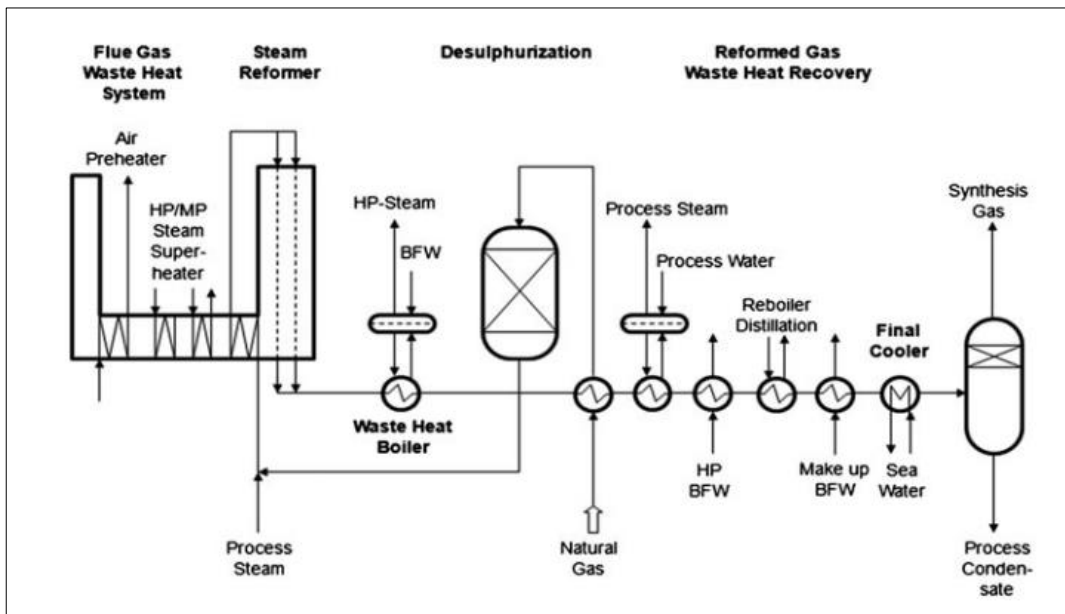 Flue Gas
Waste Heat
System
Steam
Reformer
Desulphurization
Reformed Gas
Waste Heat Recovery
Air
Preheater
HP/MP
Steam
Super-
heater
HP-Steam
BFW
Process Steam
Process Water
Reboiler
Distillation
Final
Cooler
Synthesis
Gas
Waste Heat
Boiler
HP
BFW
Make up
BFW
Sea
Water
Process
Steam
Natural
Gas
Process
Conden-
sate